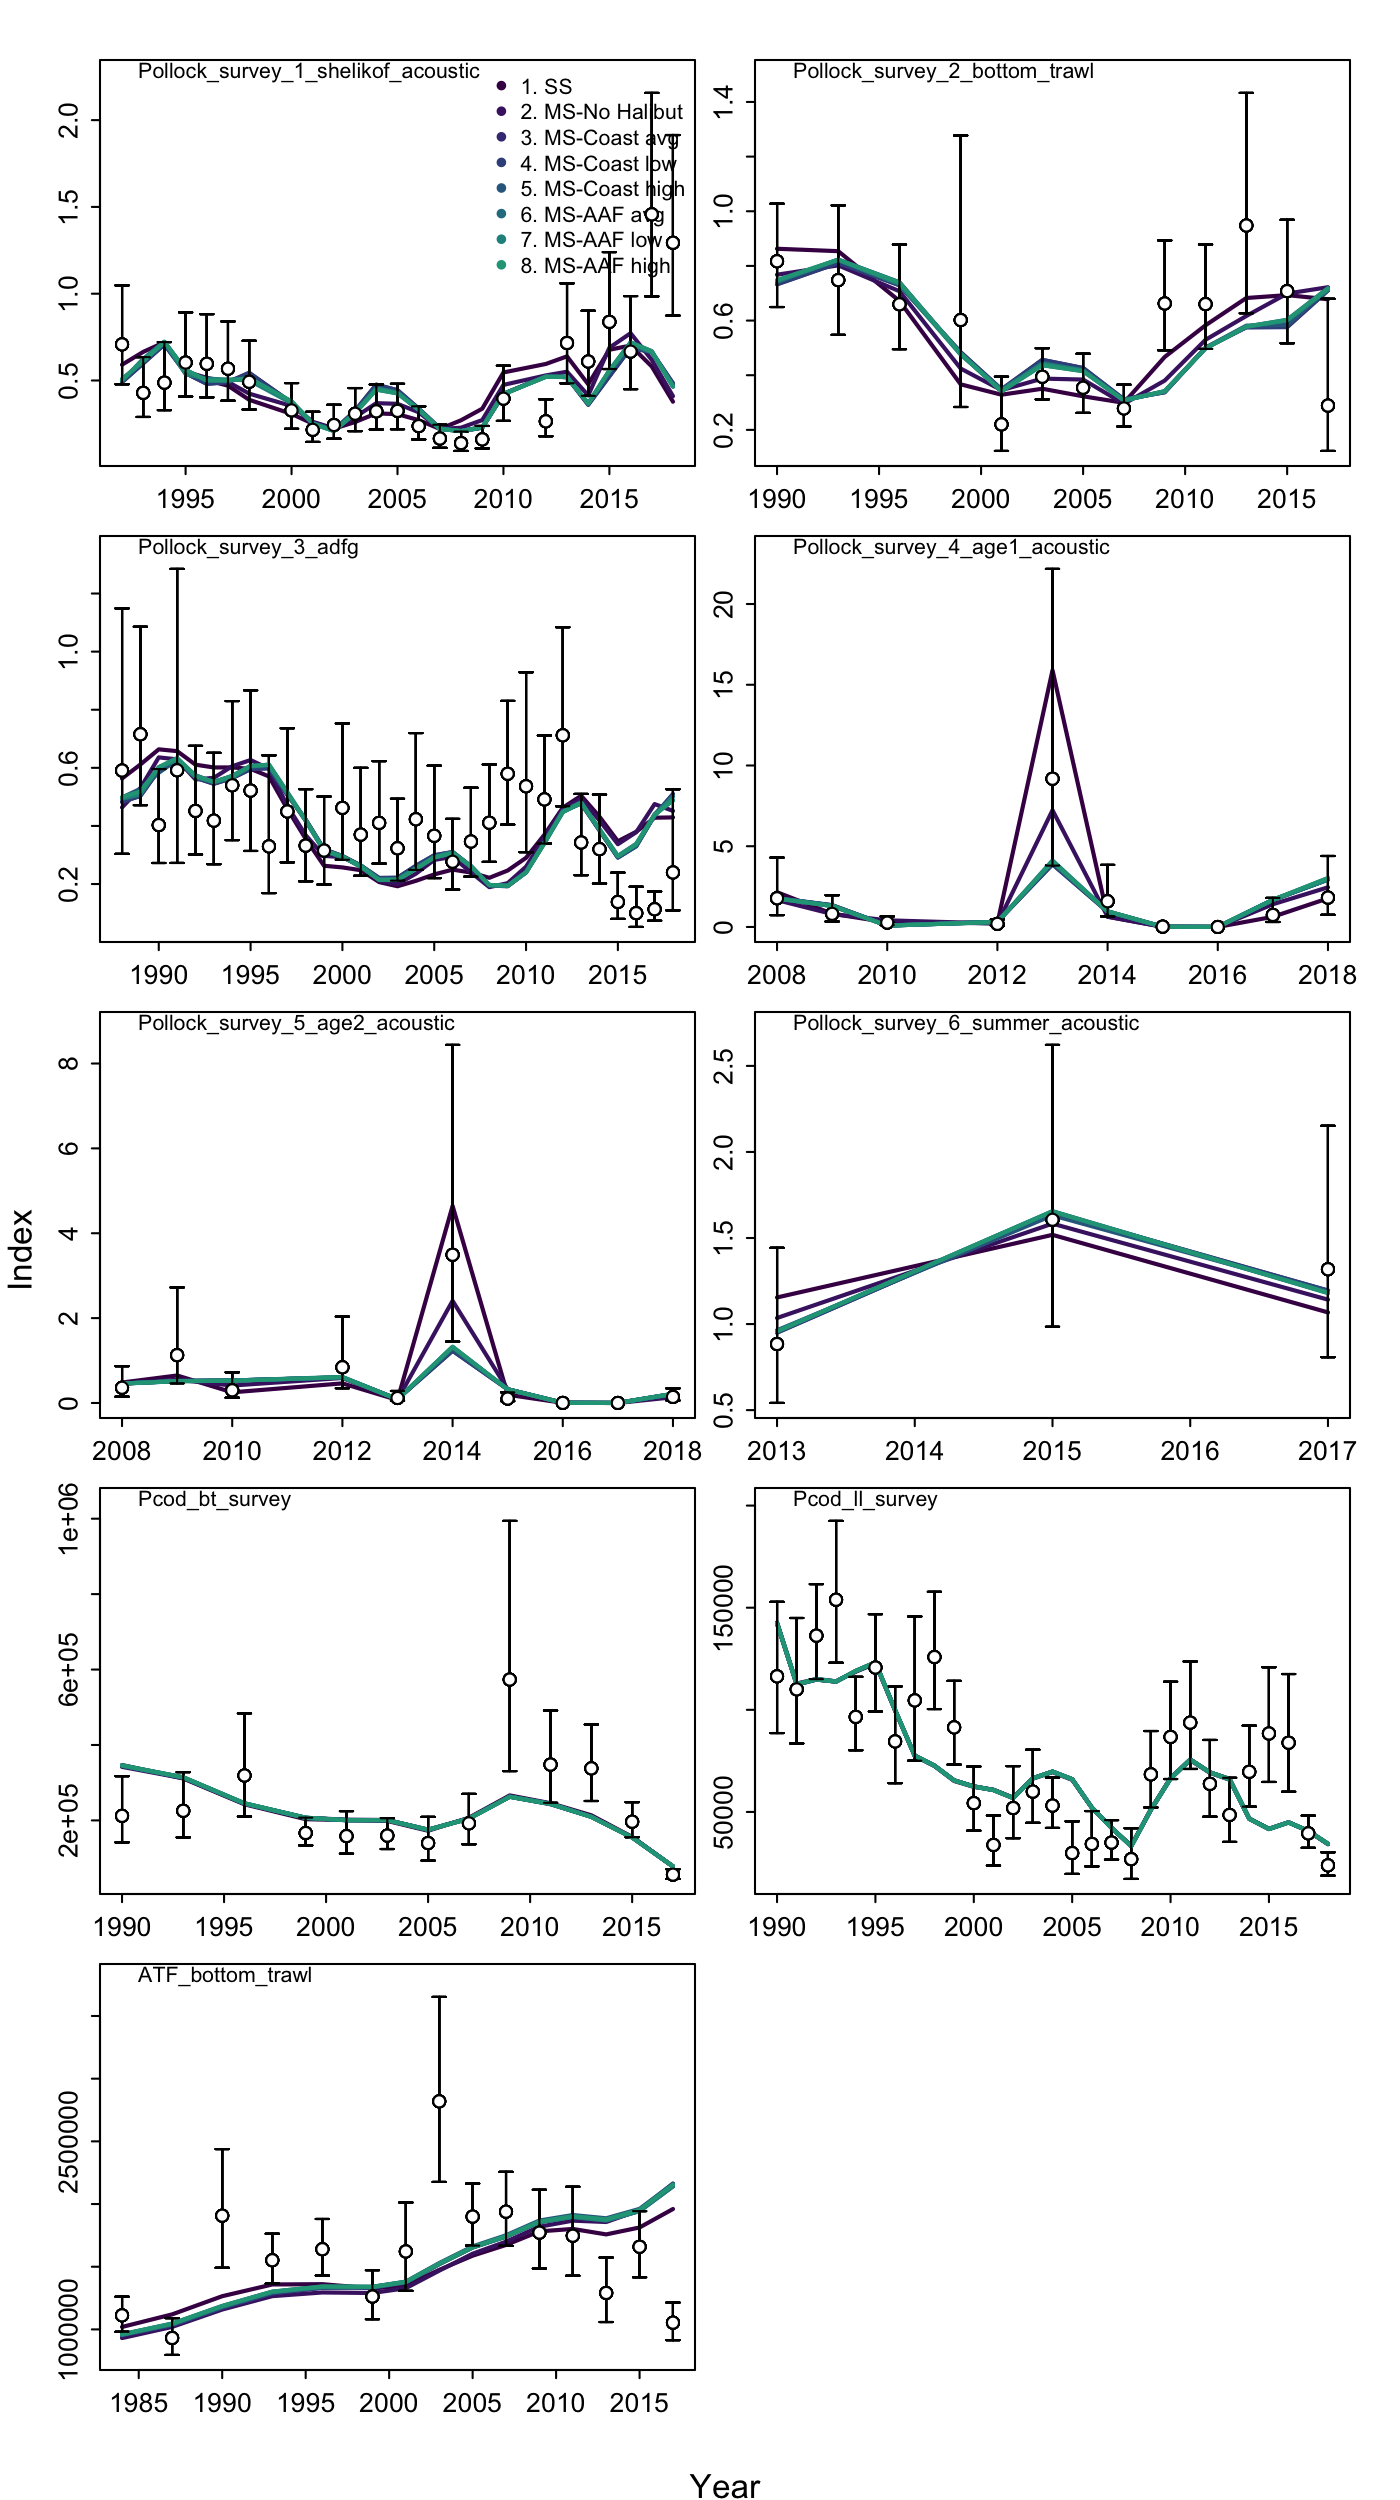 Pollock_survey_1_shelikof_acoustic
1. SS
2. MS-No Halibut
3. MS-Coast avg
4. MS-Coast low
5. MS-Coast high
6. MS-AAF avg
7. MS-AAF low
8. MS-AAF high
2.0
1.5
1.0
0.5
1995 2000 2005 2010 2015
Pollock_survey_2_bottom_trawl
1.4
1.0
0.6
0.2
1990 1995 2000 2005 2010 2015
Pollock_survey_3_adfg
1.0
0.6
0.2
1990 1995 2000 2005 2010 2015
Pollock_survey_4_age1_acoustic
20
15
10
5
0
2008 2010 2012 2014 2016 2018
Pollock_survey_5_age2_acoustic
8
6
4
2
0
2008 2010 2012 2014 2016 2018
Pollock_survey_6_summer_acoustic
2.5
2.0
1.5
1.0
0.5
2013 2014 2015 2016 2017
Index
Pcod_bt_survey
1e+06
6e+05
2e+05
1990 1995 2000 2005 2010 2015
Pcod_ll_survey
150000
50000
1990 1995 2000 2005 2010 2015
ATF_bottom_trawl
2500000
1000000
1985 1990 1995 2000 2005 2010 2015
Year